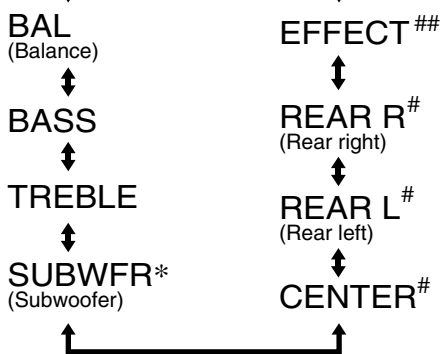 BAL
(Balance)
BASS
TREBLE
SUBWFR*
(Subwoofer)
EFFECT##
REAR R#
(Rear right)
REAR L#
(Rear left)
CENTER#